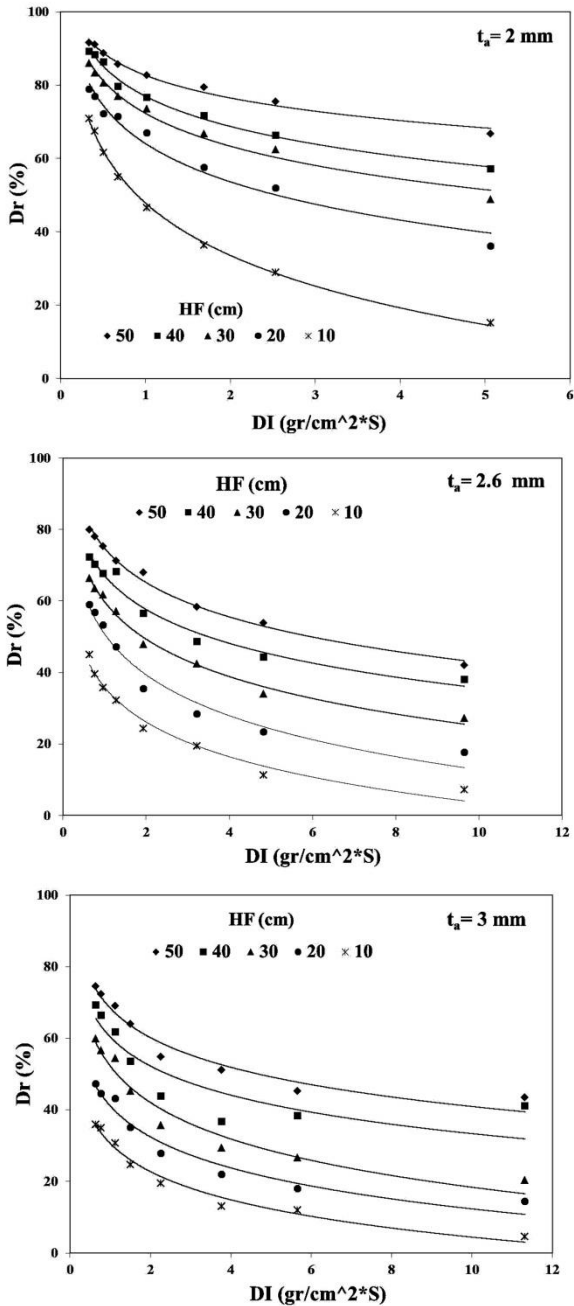 100
t_a= 2 mm
80
60
Dr (%)
40
20
HF (cm)
50 40 30 20 10
0
0 1 2 3 4 5 6
DI (gr/cm^2*S)
100
HF (cm)
t_a= 2.6 mm
50 40 30 20 10
80
60
Dr (%)
40
20
0
0 2 4 6 8 10 12
DI (gr/cm^2*S)
100
HF (cm)
t_a= 3 mm
50 40 30 20 10
80
60
Dr (%)
40
20
0
0 2 4 6 8 10 12
DI (gr/cm^2*S)